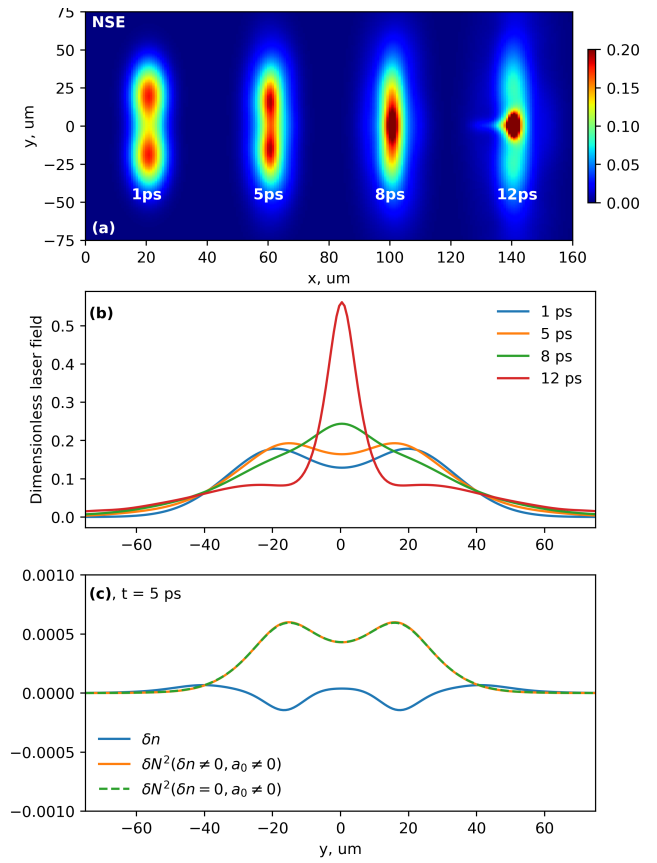 NSE
75
50
25
0
−25
−50
−75
y, um
1ps
5ps
8ps
12ps
(a)
0 20 40 60 80 100 120 140 160
x, um
0.20
0.15
0.10
0.05
0.00
(b)
1 ps
5 ps
8 ps
12 ps
Dimensionless laser field
0.5
0.4
0.3
0.2
0.1
0.0
−60 −40 −20 0 20 40 60
(c), t = 5 ps
0.0010
0.0005
0.0000
−0.0005
−0.0010
δn
δN²(δn ≠ 0, a₀ ≠ 0)
δN²(δn = 0, a₀ ≠ 0)
−60 −40 −20 0 20 40 60
y, um